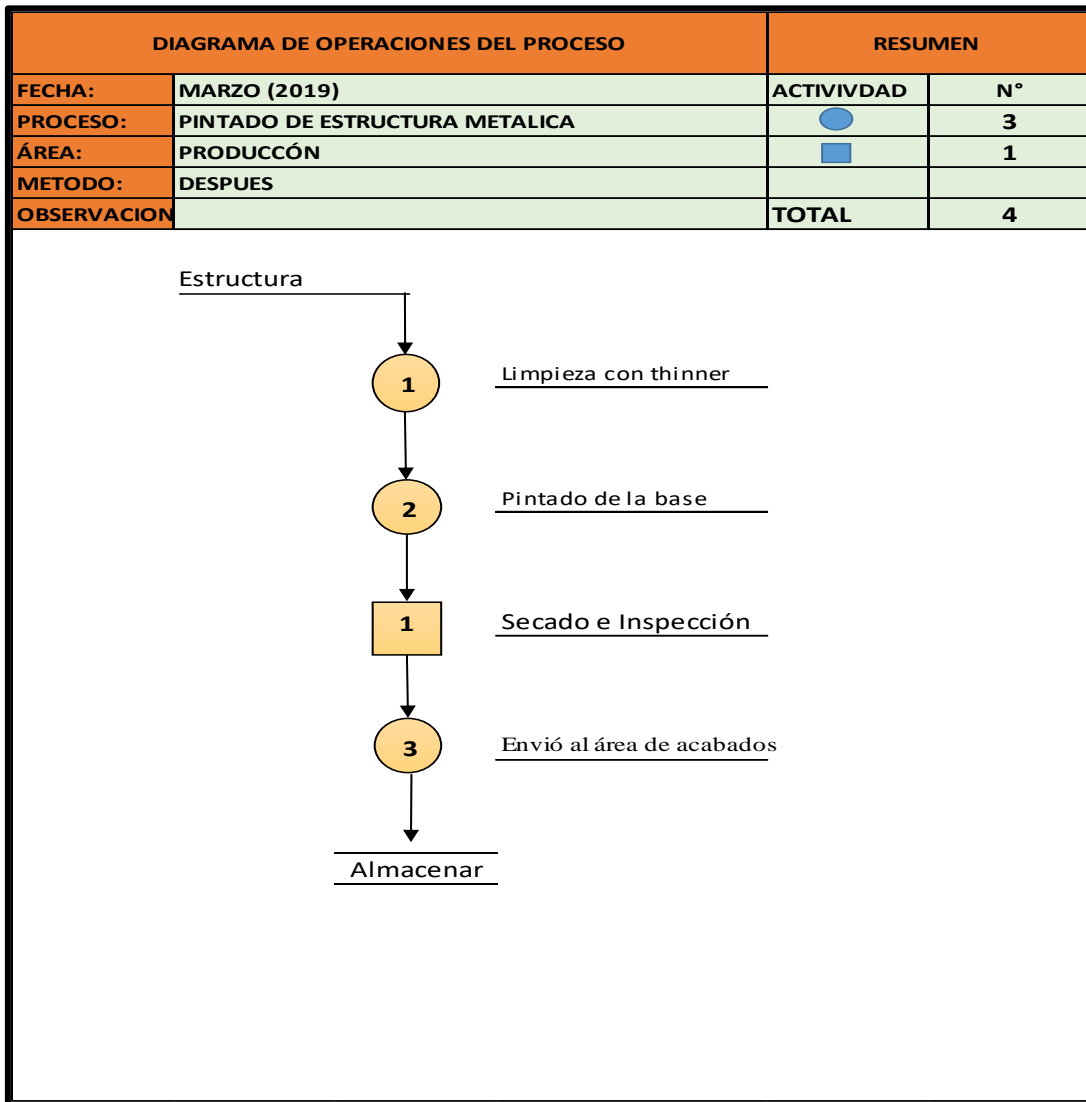 DIAGRAMA DE OPERACIONES DEL PROCESO RESUMEN
FECHA: MARZO (2019) ACTIVIVDAD N°
PROCESO: PINTADO DE ESTRUCTURA METALICA 3
ÁREA: PRODUCCÓN 1
METODO: DESPUES
OBSERVACION TOTAL 4
Estructura
1 Limpieza con thinner
2 Pintado de la base
1 Secado e Inspección
3 Envió al área de acabados
Almacenar